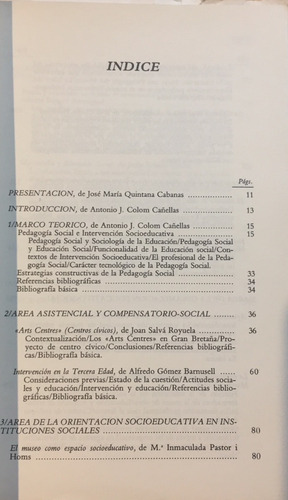 INDICE
Págs.
PRESENTACION, de José María Quintana Cabanas .................. 11
INTRODUCCION, de Antonio J. Colom Cañellas .................. 13
1/MARCO TEORICO, de Antonio J. Colom Cañellas .................. 15
Pedagogía Social e Intervención Socioeducativa .................. 15
Pedagogía Social y Sociología de la Educación/Pedagogía Social
y Educación Social/Funcionalidad de la Educación social/Con-
textos de Intervención Socioeducativa/El profesional de la Peda-
gogía Social/Carácter tecnológico de la Pedagogía Social.
Estrategias constructivas de la Pedagogía Social .................. 33
Referencias bibliográficas .................. 34
Bibliografía básica .................. 34
2/AREA ASISTENCIAL Y COMPENSATORIO-SOCIAL ....... 36
«Arts Centres» (Centros cívicos), de Joan Salvá Royuela ........... 36
Contextualización/Los «Arts Centres» en Gran Bretaña/Pro-
yecto de centro cívico/Conclusiones/Referencias bibliográfi-
cas/Bibliografía básica.
Intervención en la Tercera Edad, de Alfredo Gómez Barnusell ..... 60
Consideraciones previas/Estado de la cuestión/Actitudes socia-
les y educación/Intervención y educación/Referencias biblio-
gráficas/Bibliografía básica.
3/AREA DE LA ORIENTACION SOCIOEDUCATIVA EN INS-
TITUCIONES SOCIALES .................. 80
El museo como espacio socioeducativo, de M.ª Inmaculada Pastor i
Homs .................. 80